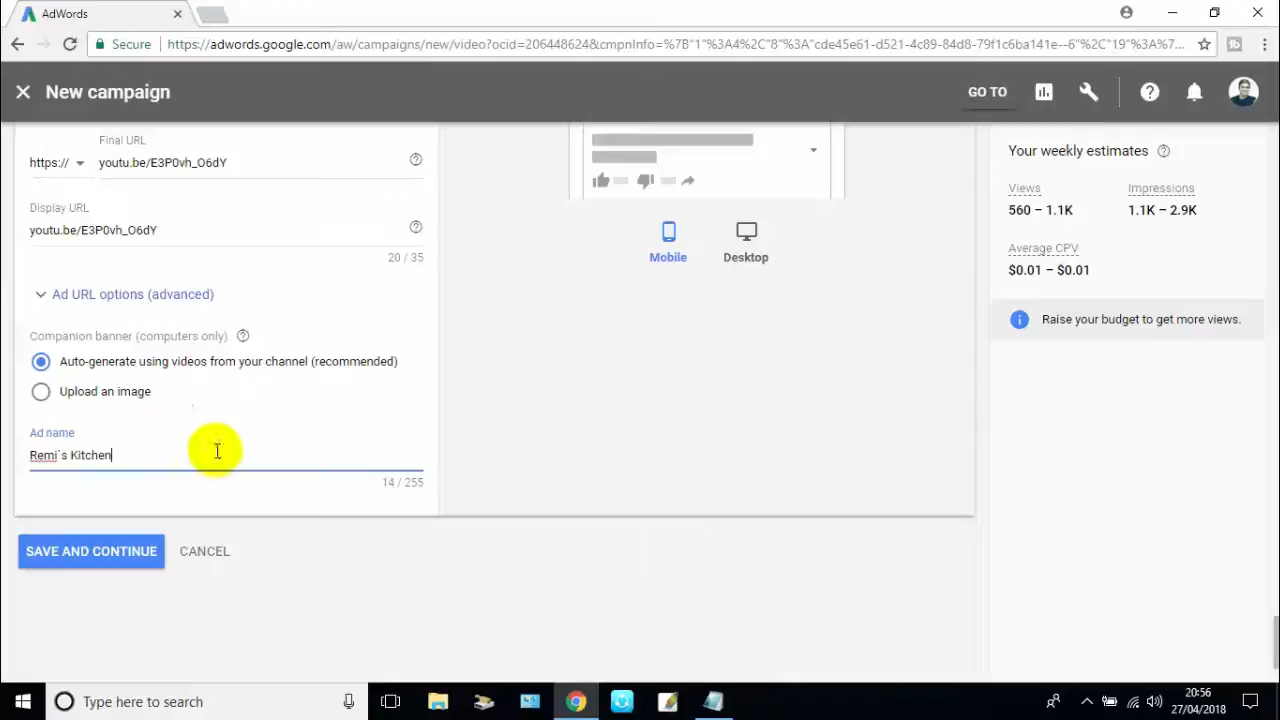 AdWords
Secure
https://adwords.google.com/aw/campaigns/new/video?ocid=206448624&cmpnInfo=%7B"1"%3A4%2C"8"%3A"cde45e61-d521-4c89-84d8-79f1c6ba141e--6"%2C"19"%3A%7...
New campaign
GO TO
Final URL
https://
youtu.be/E3P0vh_O6dY
Display URL
youtu.be/E3P0vh_O6dY
20 / 35
Ad URL options (advanced)
Companion banner (computers only)
Auto-generate using videos from your channel (recommended)
Upload an image
Ad name
Remi`s Kitchen
14 / 255
SAVE AND CONTINUE
CANCEL
Mobile
Desktop
Your weekly estimates
Views
Impressions
560 – 1.1K
1.1K – 2.9K
Average CPV
$0.01 – $0.01
Raise your budget to get more views.
Type here to search
20:56
27/04/2018